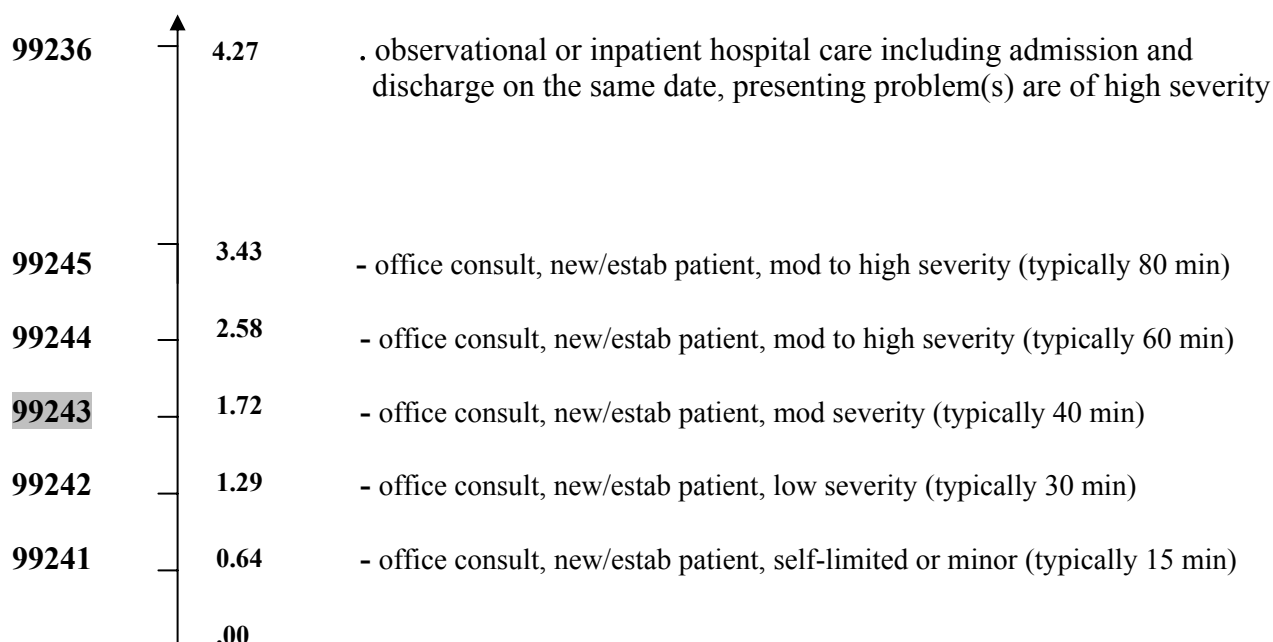 99236 4.27 . observational or inpatient hospital care including admission and
discharge on the same date, presenting problem(s) are of high severity
99245 3.43 - office consult, new/estab patient, mod to high severity (typically 80 min)
99244 2.58 - office consult, new/estab patient, mod to high severity (typically 60 min)
99243 1.72 - office consult, new/estab patient, mod severity (typically 40 min)
99242 1.29 - office consult, new/estab patient, low severity (typically 30 min)
99241 0.64 - office consult, new/estab patient, self-limited or minor (typically 15 min)
.00